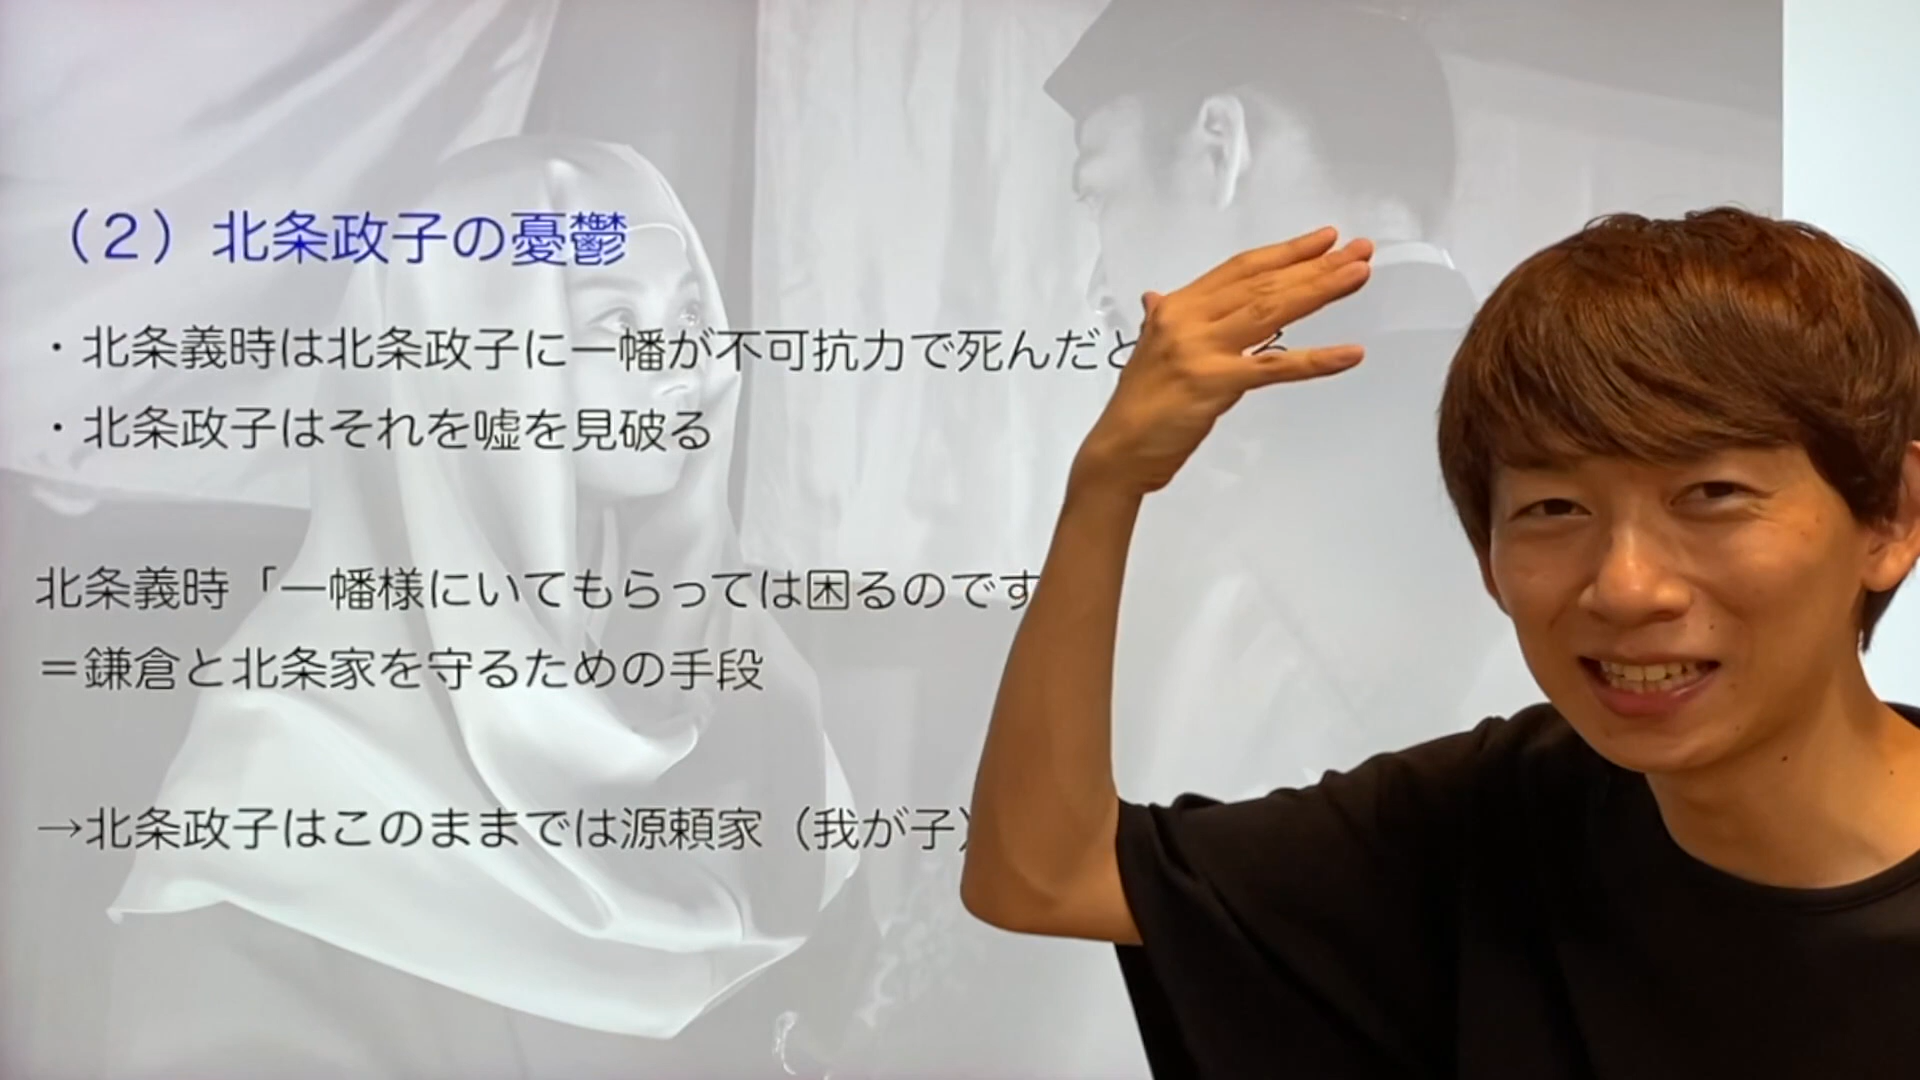 （２）北条政子の憂鬱
・北条義時は北条政子に一幡が不可抗力で死んだと
・北条政子はそれを嘘を見破る
北条義時「一幡様にいてもらっては困るのです
＝鎌倉と北条家を守るための手段
→北条政子はこのままでは源頼家（我が子）